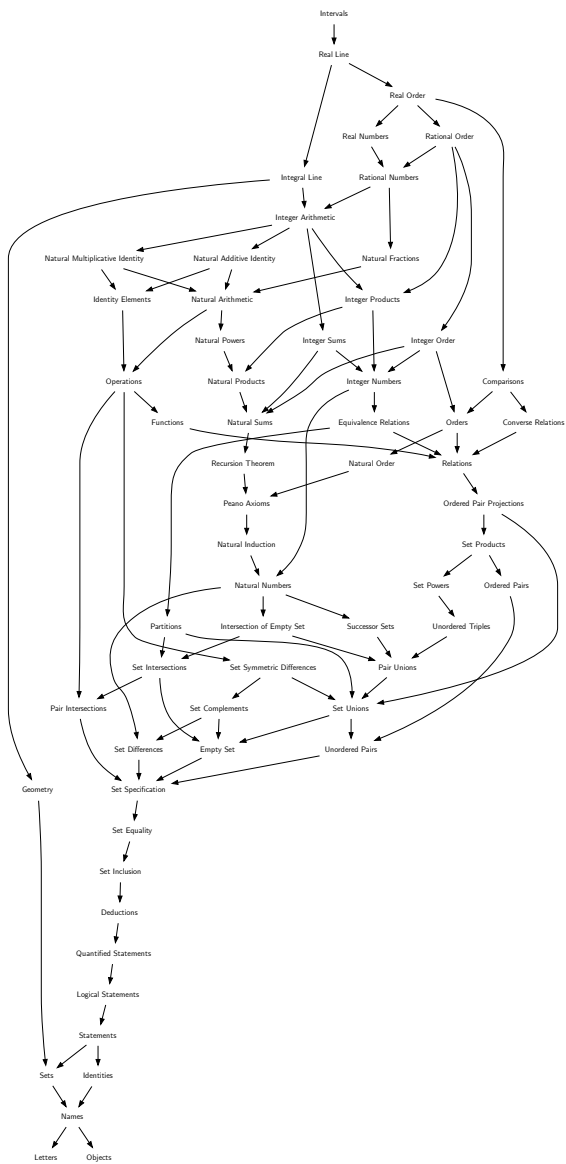 Intervals
Real Line
Real Order
Real Numbers
Rational Order
Integral Line
Rational Numbers
Integer Arithmetic
Natural Multiplicative Identity
Natural Additive Identity
Natural Fractions
Identity Elements
Natural Arithmetic
Integer Products
Natural Powers
Integer Sums
Integer Order
Operations
Natural Products
Integer Numbers
Comparisons
Functions
Natural Sums
Equivalence Relations
Orders
Converse Relations
Recursion Theorem
Natural Order
Relations
Peano Axioms
Ordered Pair Projections
Natural Induction
Set Products
Natural Numbers
Set Powers
Ordered Pairs
Partitions
Intersection of Empty Set
Successor Sets
Unordered Triples
Set Intersections
Set Symmetric Differences
Pair Unions
Pair Intersections
Set Complements
Set Unions
Set Differences
Empty Set
Unordered Pairs
Geometry
Set Specification
Set Equality
Set Inclusion
Deductions
Quantified Statements
Logical Statements
Statements
Sets
Identities
Names
Letters
Objects